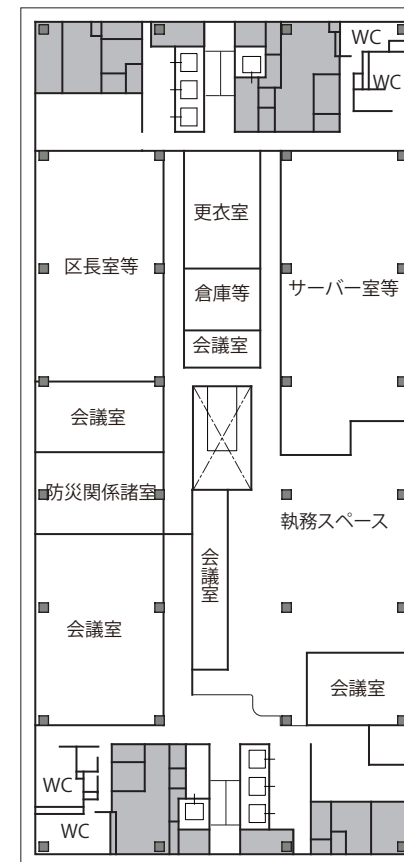 WC
WC
更衣室
区長室等
サーバー室等
倉庫等
会議室
会議室
防災関係諸室
執務スペース
会議室
会議室
会議室
WC
WC